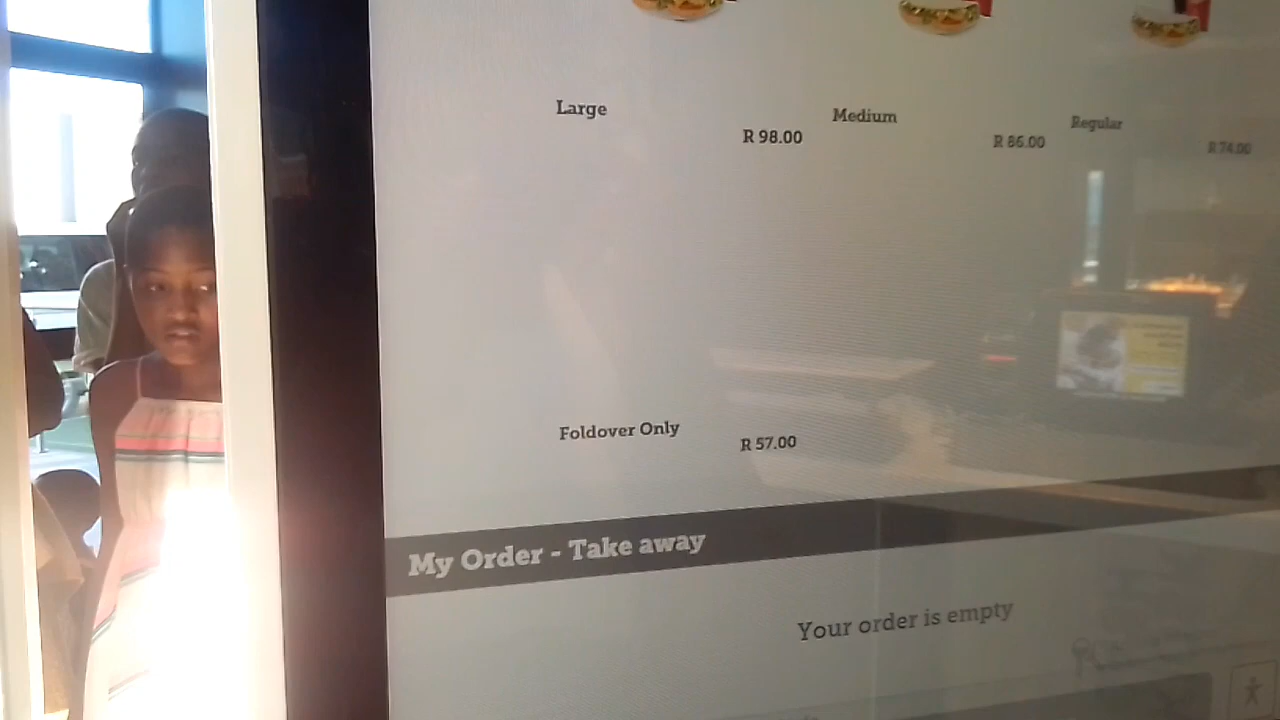 Large
R 98.00
Medium
R 86.00
Regular
R 74.00
Foldover Only
R 57.00
My Order - Take away
Your order is empty